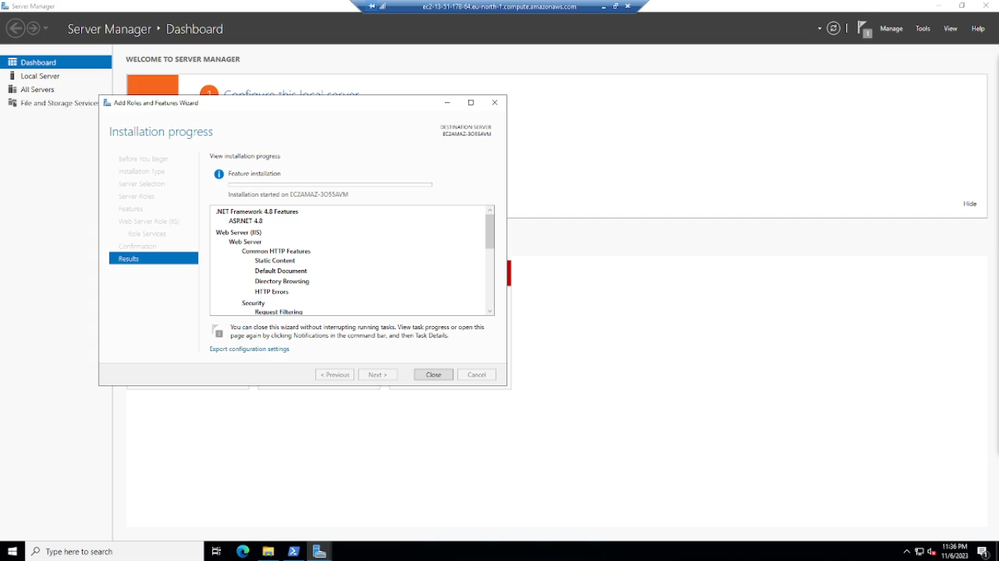 Server Manager
ec2-13-51-178-64.eu-north-1.compute.amazonaws.com
Server Manager • Dashboard
1
Manage
Tools
View
Help
Dashboard
Local Server
All Servers
File and Storage Services
WELCOME TO SERVER MANAGER
1
Configure this local server
Hide
Add Roles and Features Wizard
Installation progress
DESTINATION SERVER
EC2AMAZ-3O55AVM
Before You Begin
Installation Type
Server Selection
Server Roles
Features
Web Server Role (IIS)
Role Services
Confirmation
Results
View installation progress
Feature installation
Installation started on EC2AMAZ-3O55AVM
.NET Framework 4.8 Features
ASP.NET 4.8
Web Server (IIS)
Web Server
Common HTTP Features
Static Content
Default Document
Directory Browsing
HTTP Errors
Security
Request Filtering
1
You can close this wizard without interrupting running tasks. View task progress or open this
page again by clicking Notifications in the command bar, and then Task Details.
Export configuration settings
< Previous
Next >
Close
Cancel
Type here to search
11:36 PM
11/6/2023
1